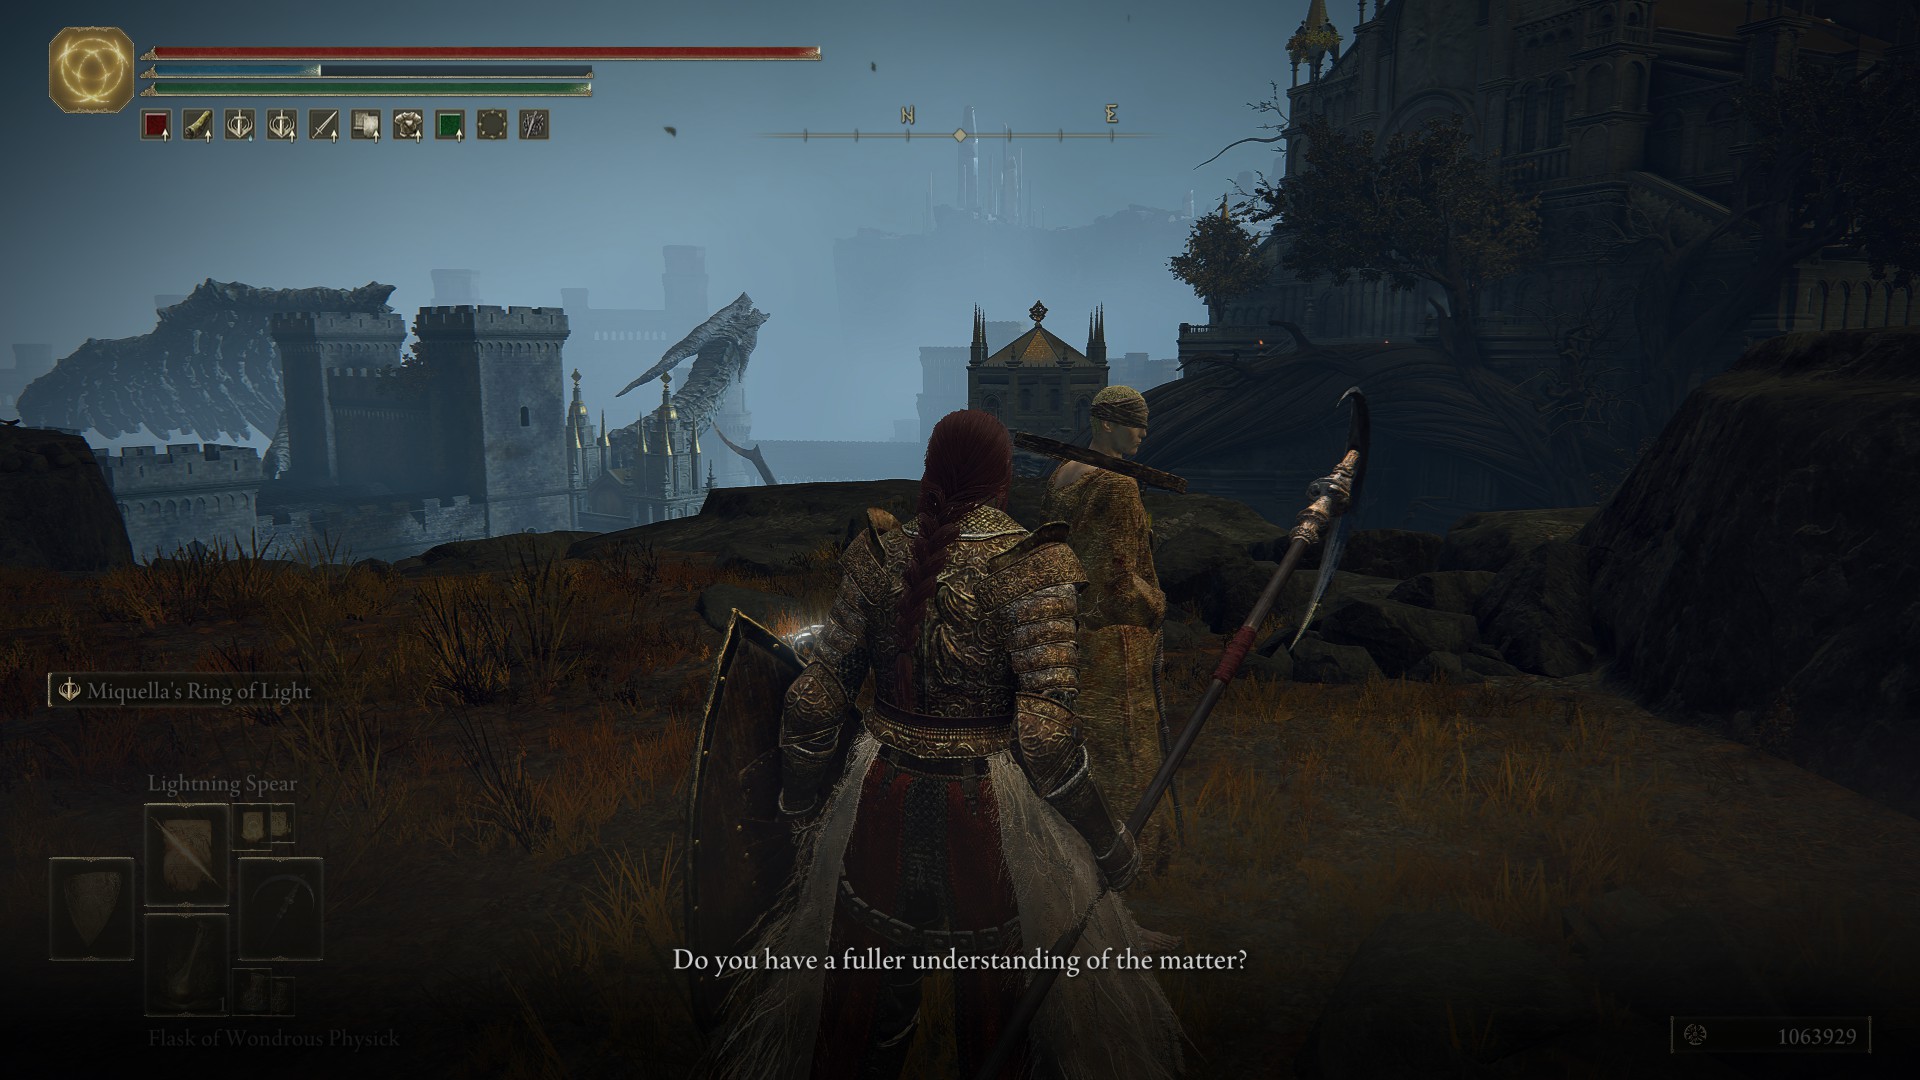 N
E
Miquella's Ring of Light
Lightning Spear
1
Flask of Wondrous Physick
Do you have a fuller understanding of the matter?
1063929